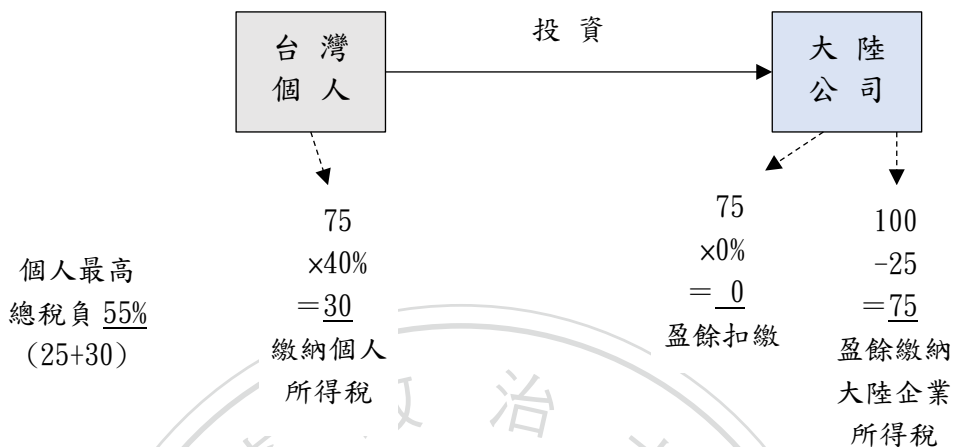 台 灣
個 人
投 資
大 陸
公 司
75
×40%
＝30
繳納個人
所得稅
個人最高
總稅負 55%
（25+30）
75
×0%
＝ 0
盈餘扣繳
100
-25
＝75
盈餘繳納
大陸企業
所得稅
政 治